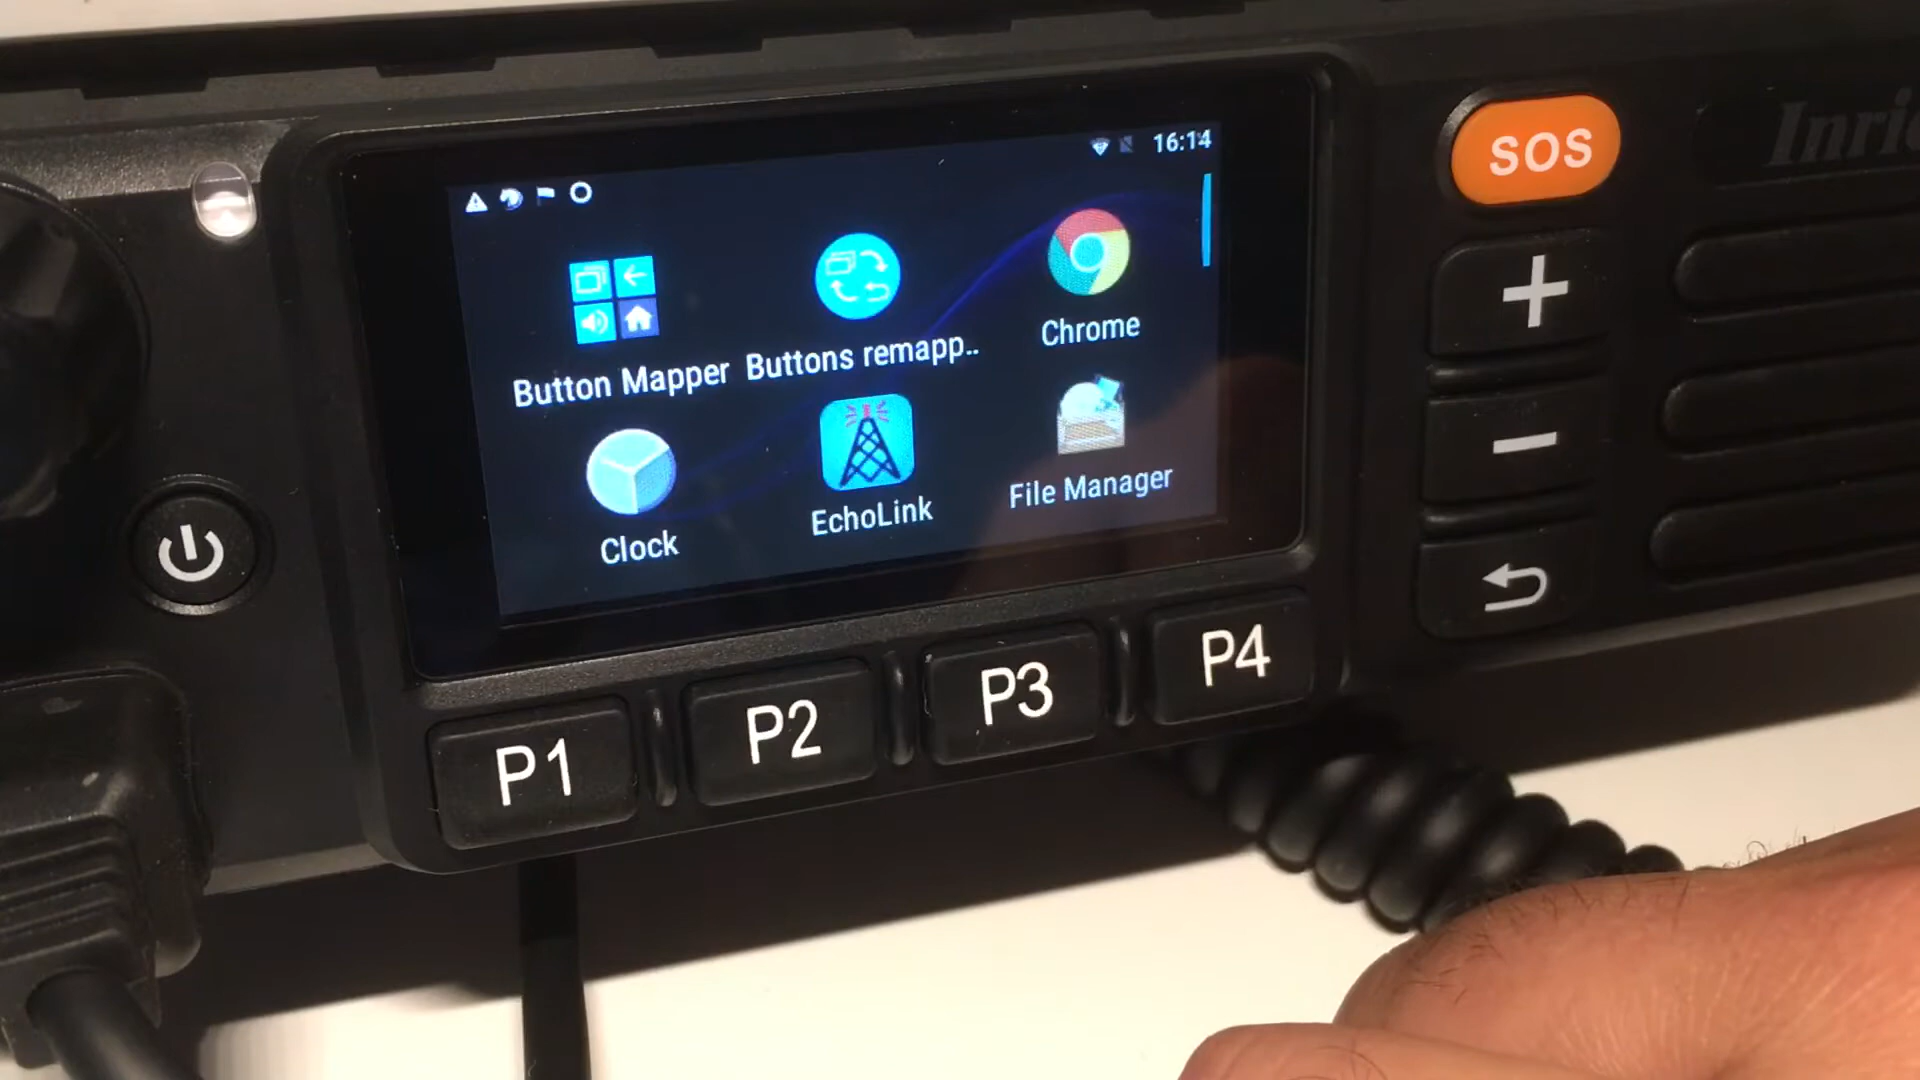 16:14
Button Mapper
Buttons remapp..
Chrome
Clock
EchoLink
File Manager
SOS
P1
P2
P3
P4